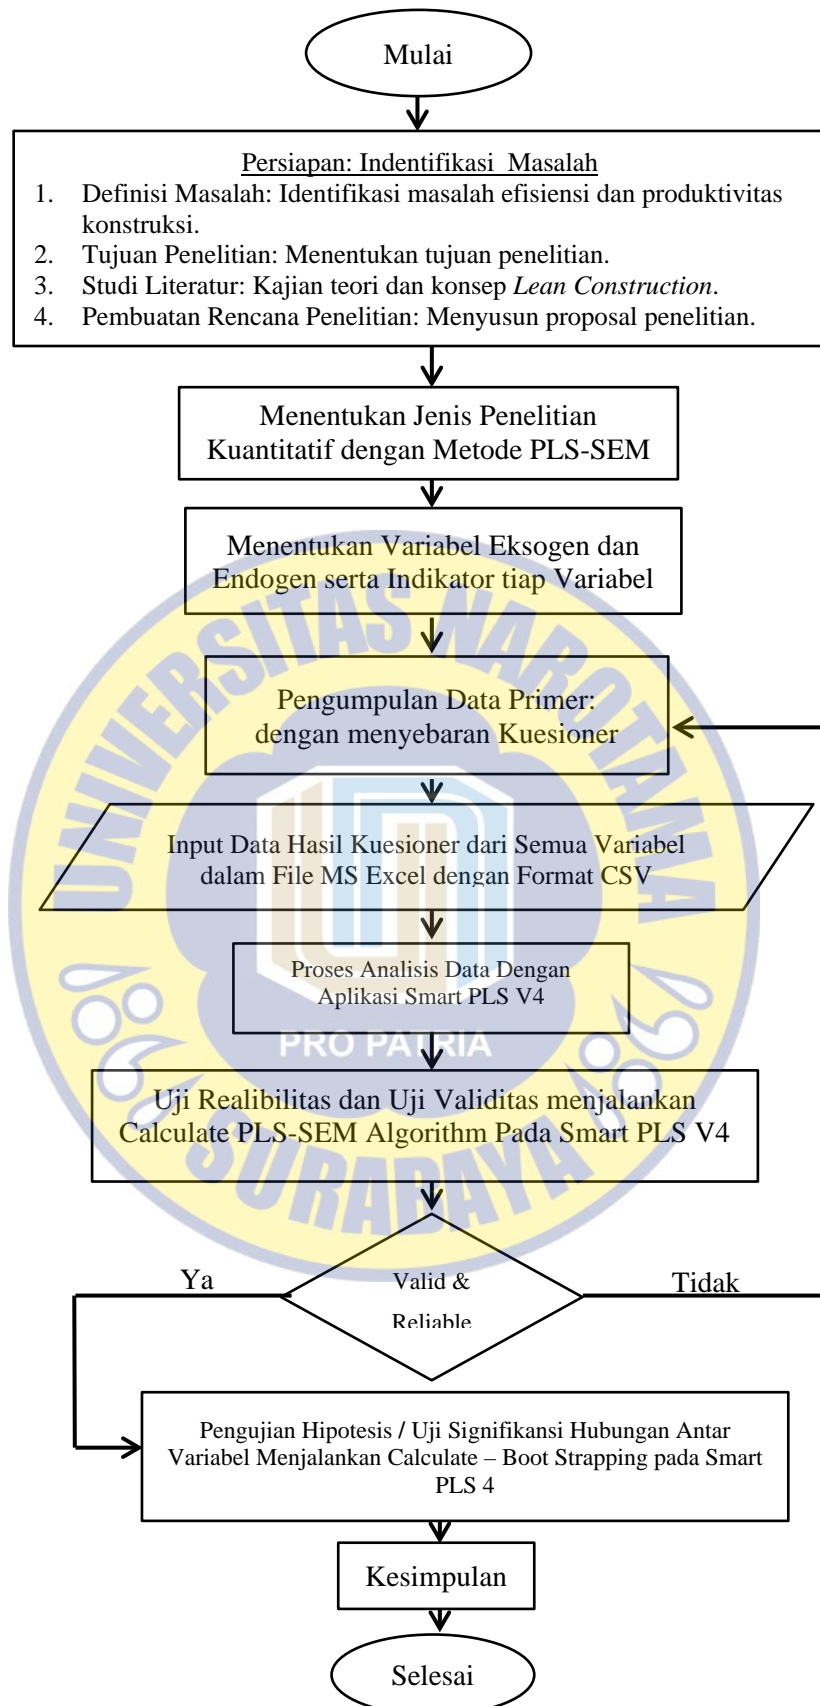 Mulai
Persiapan: Indentifikasi Masalah
1. Definisi Masalah: Identifikasi masalah efisiensi dan produktivitas
konstruksi.
2. Tujuan Penelitian: Menentukan tujuan penelitian.
3. Studi Literatur: Kajian teori dan konsep Lean Construction.
4. Pembuatan Rencana Penelitian: Menyusun proposal penelitian.
Menentukan Jenis Penelitian
Kuantitatif dengan Metode PLS-SEM
Menentukan Variabel Eksogen dan
Endogen serta Indikator tiap Variabel
UNIVERSITAS NAROTAMA
Pengumpulan Data Primer:
dengan menyebaran Kuesioner
Input Data Hasil Kuesioner dari Semua Variabel
dalam File MS Excel dengan Format CSV
Proses Analisis Data Dengan
Aplikasi Smart PLS V4
PRO PATRIA
Uji Realibilitas dan Uji Validitas menjalankan
Calculate PLS-SEM Algorithm Pada Smart PLS V4
SURABAYA
Ya
Valid &
Reliable
Tidak
Pengujian Hipotesis / Uji Signifikansi Hubungan Antar
Variabel Menjalankan Calculate – Boot Strapping pada Smart
PLS 4
Kesimpulan
Selesai